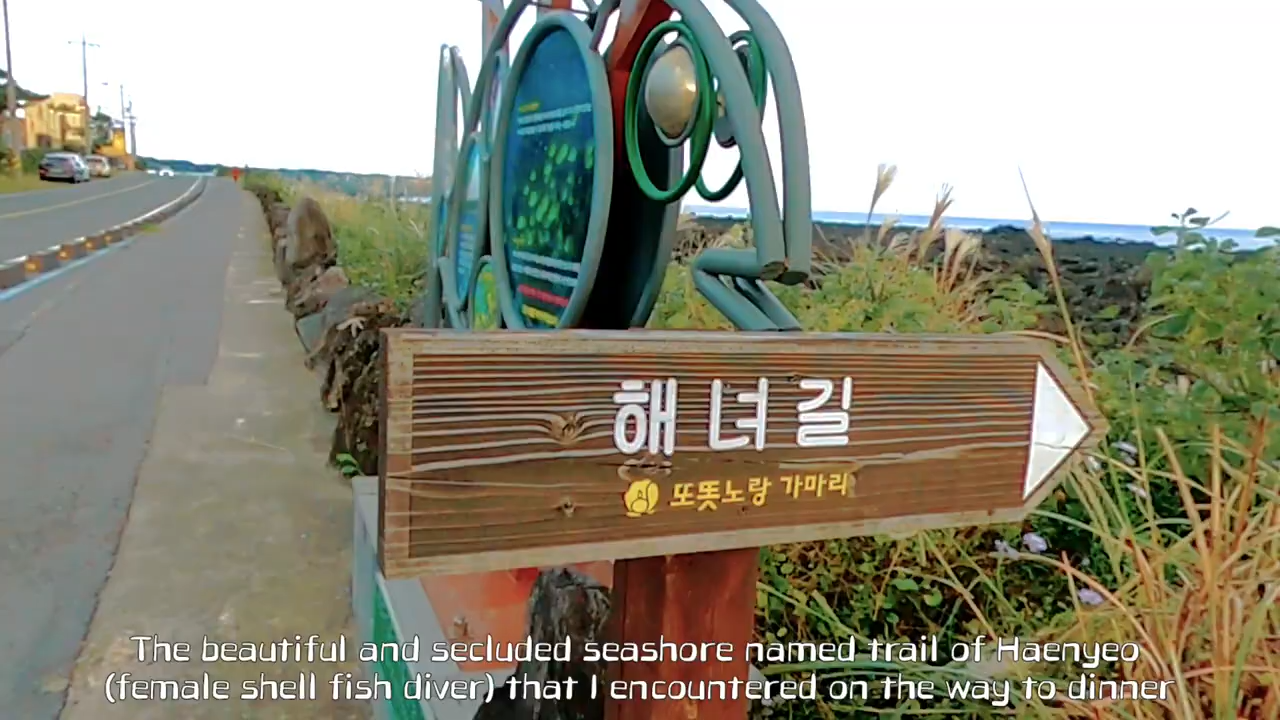 해녀길
또똣노랑 가마리
The beautiful and secluded seashore named trail of Haenyeo
(female shell fish diver) that I encountered on the way to dinner